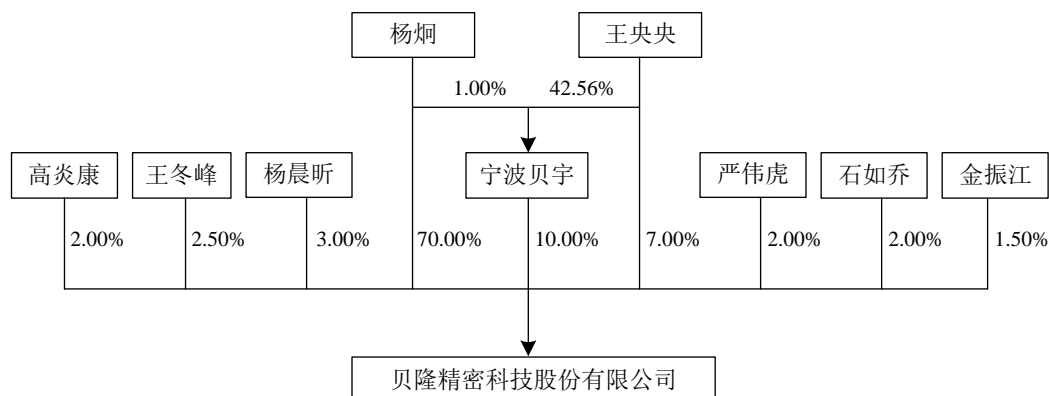 杨炯
王央央
1.00%
42.56%
高炎康
王冬峰
杨晨昕
宁波贝宇
严伟虎
石如乔
金振江
2.00%
2.50%
3.00%
70.00%
10.00%
7.00%
2.00%
2.00%
1.50%
贝隆精密科技股份有限公司